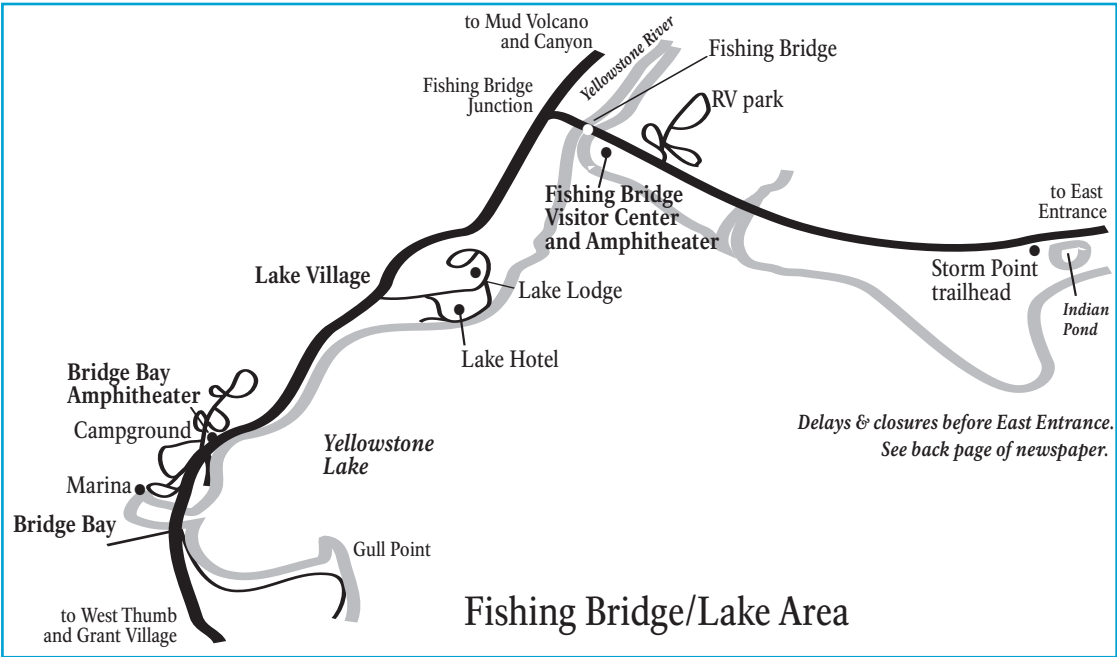 to Mud Volcano
and Canyon
Yellowstone River
Fishing Bridge
Fishing Bridge
Junction
RV park
Fishing Bridge
Visitor Center
and Amphitheater
to East
Entrance
Lake Village
Lake Lodge
Storm Point
trailhead
Indian
Pond
Lake Hotel
Bridge Bay
Amphitheater
Campground
Yellowstone
Lake
Delays & closures before East Entrance.
See back page of newspaper.
Marina
Bridge Bay
Gull Point
to West Thumb
and Grant Village
Fishing Bridge/Lake Area